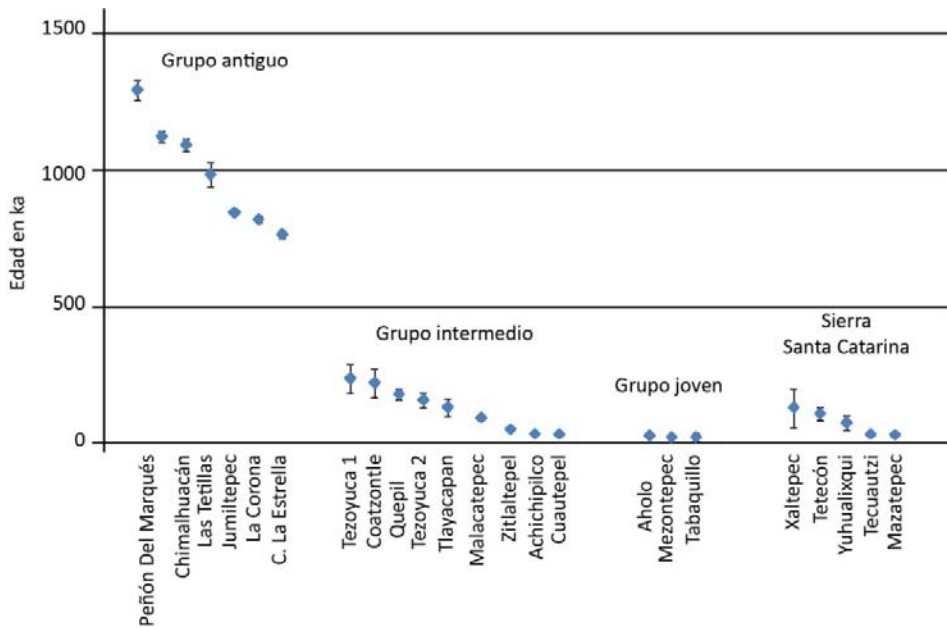 1500
Grupo antiguo
1000
Edad en ka
500
Grupo intermedio
Grupo joven
Sierra
Santa Catarina
0
Peñón Del Marqués
Chimalhuacán
Las Tetillas
Jumiltepec
La Corona
C. La Estrella
Tezoyuca 1
Coatzontle
Quepil
Tezoyuca 2
Tlayacapan
Malacatepec
Zitlaltepel
Achichipilco
Cuautepel
Aholo
Mezontepec
Tabaquillo
Xaltepec
Tetecón
Yuhualixqui
Tecuautzi
Mazatepec